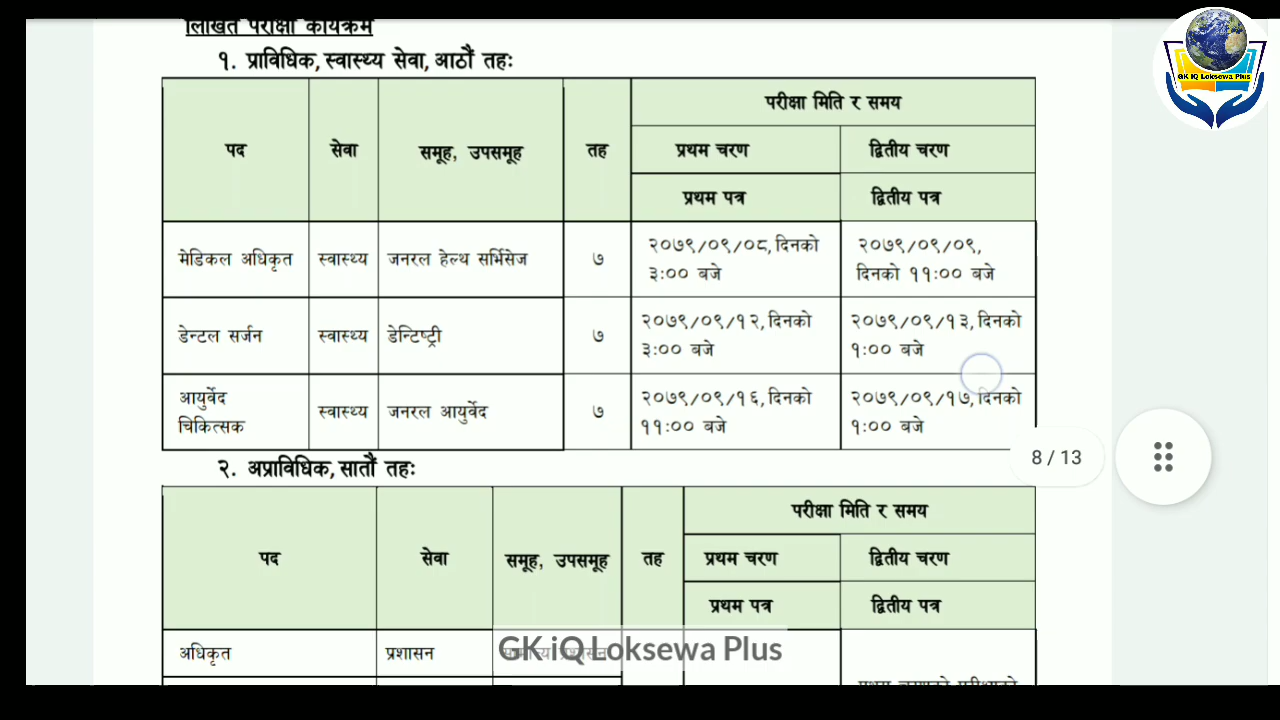 लिखित परीक्षा कार्यक्रम
GK IQ Loksewa Plus
१. प्राविधिक, स्वास्थ्य सेवा, आठौं तहः
पद सेवा समूह, उपसमूह तह परीक्षा मिति र समय
प्रथम चरण द्वितीय चरण
प्रथम पत्र द्वितीय पत्र
मेडिकल अधिकृत स्वास्थ्य जनरल हेल्थ सर्भिसेज ७ २०७९/०९/०८, दिनको २०७९/०९/०९,
३:०० बजे दिनको ११:०० बजे
डेन्टल सर्जन स्वास्थ्य डेन्टिष्ट्री ७ २०७९/०९/१२, दिनको २०७९/०९/१३, दिनको
३:०० बजे १:०० बजे
आयुर्वेद स्वास्थ्य जनरल आयुर्वेद ७ २०७९/०९/१६, दिनको २०७९/०९/१७, दिनको
चिकित्सक ११:०० बजे १:०० बजे
8 / 13
२. अप्राविधिक, सातौं तहः
पद सेवा समूह, उपसमूह तह परीक्षा मिति र समय
प्रथम चरण द्वितीय चरण
प्रथम पत्र द्वितीय पत्र
अधिकृत प्रशासन सामान्य प्रशासन
GK iQ Loksewa Plus